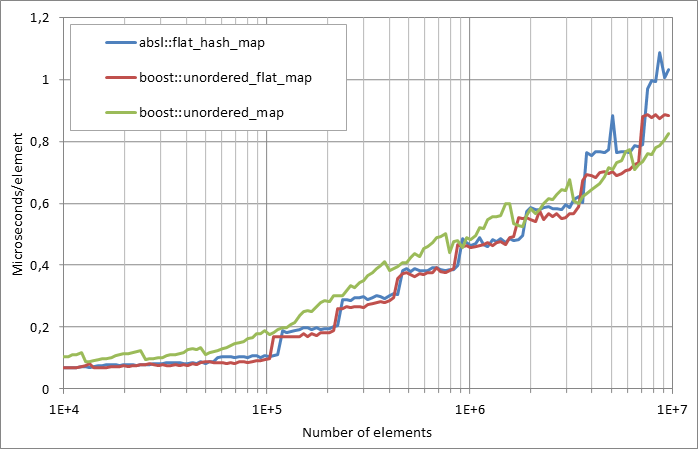 1,2
1
0,8
0,6
0,4
0,2
0
Microseconds/element
absl::flat_hash_map
boost::unordered_flat_map
boost::unordered_map
1E+4 1E+5 1E+6 1E+7
Number of elements